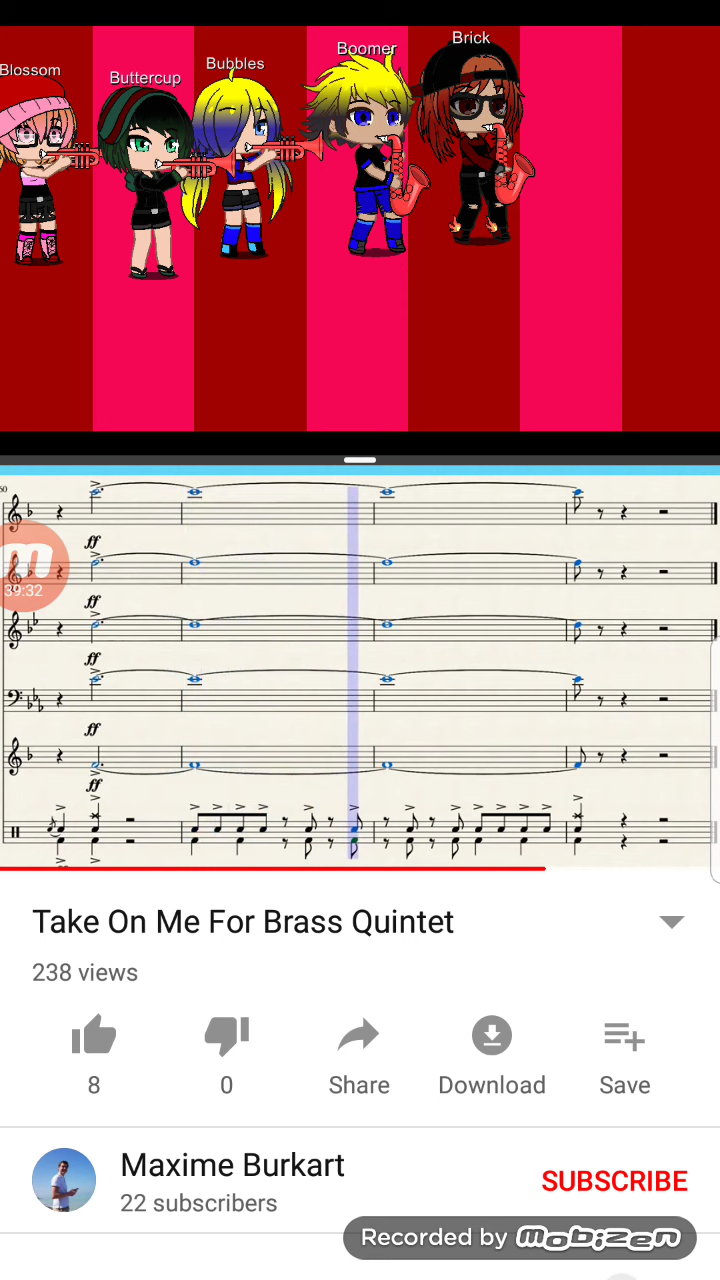 Blossom
Buttercup
Bubbles
Boomer
Brick
50
ff
ff
ff
ff
ff
m
39:32
Take On Me For Brass Quintet
238 views
8
0
Share
Download
Save
Maxime Burkart
22 subscribers
SUBSCRIBE
Recorded by mobizen